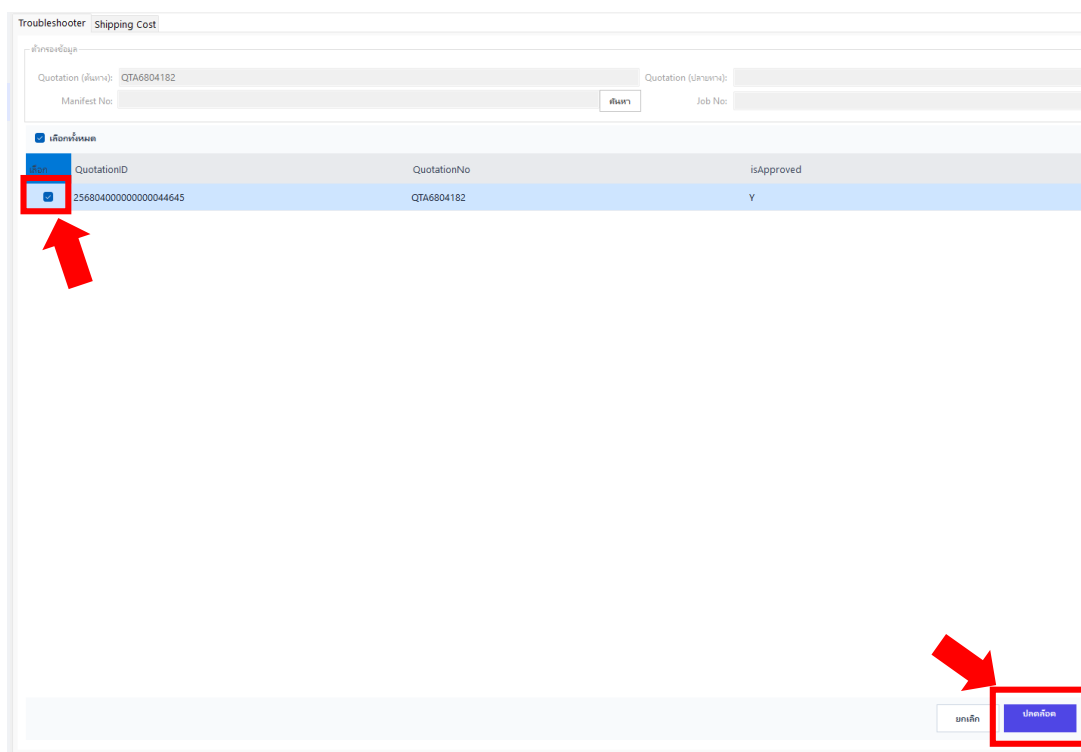 Troubleshooter Shipping Cost
ตัวกรองข้อมูล
Quotation (ต้นทาง): QTA6804182 Quotation (ปลายทาง):
Manifest No: ค้นหา Job No:
เลือกทั้งหมด
เลือก QuotationID QuotationNo isApproved
256804000000000044645 QTA6804182 Y
ยกเลิก ปลดล๊อค